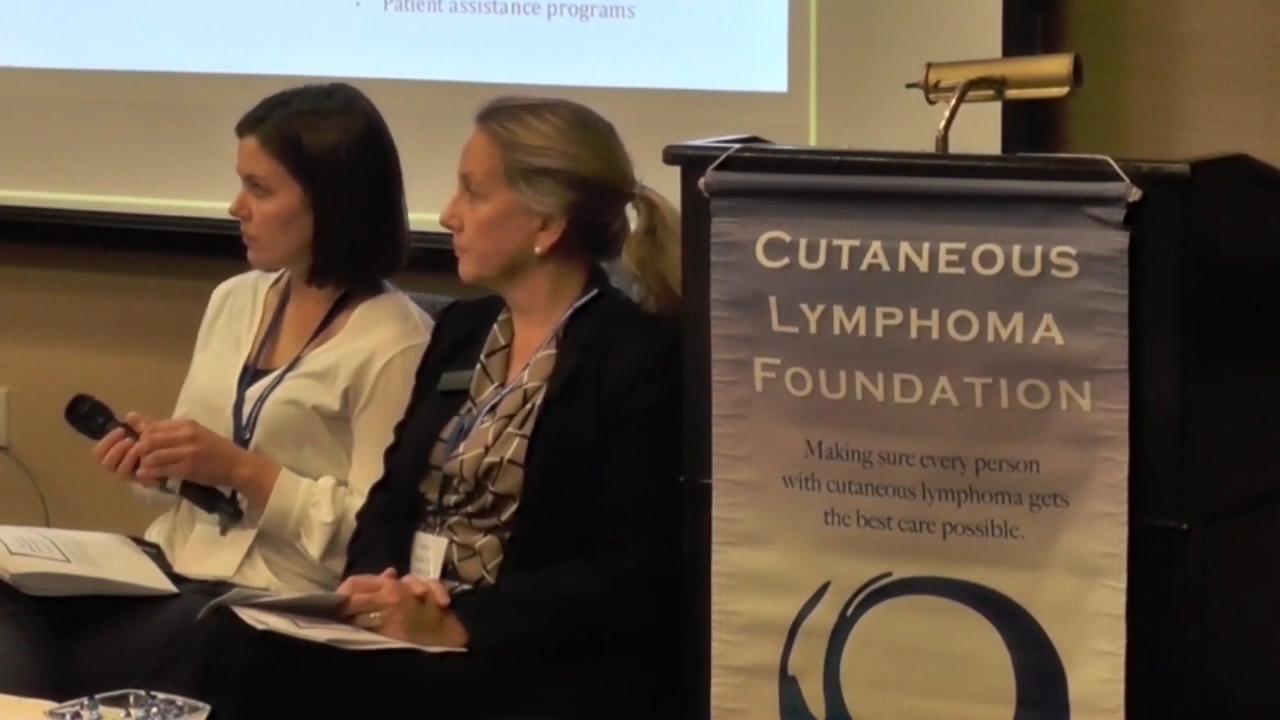 Patient assistance programs
CUTANEOUS
LYMPHOMA
FOUNDATION
Making sure every person
with cutaneous lymphoma gets
the best care possible.